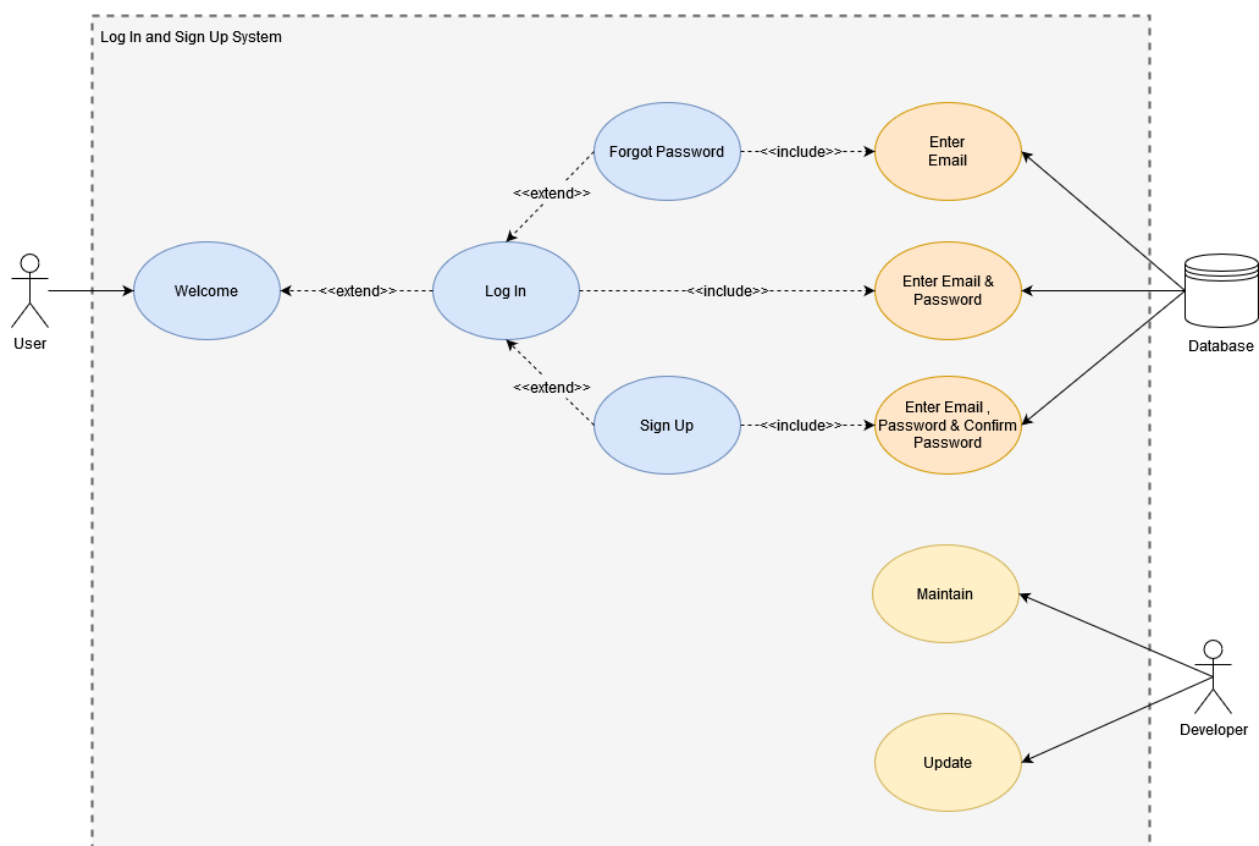 Log In and Sign Up System
Forgot Password
<<include>>
Enter
Email
<<extend>>
User
Welcome
<<extend>>
Log In
<<include>>
Enter Email &
Password
Database
<<extend>>
Sign Up
<<include>>
Enter Email ,
Password & Confirm
Password
Maintain
Developer
Update